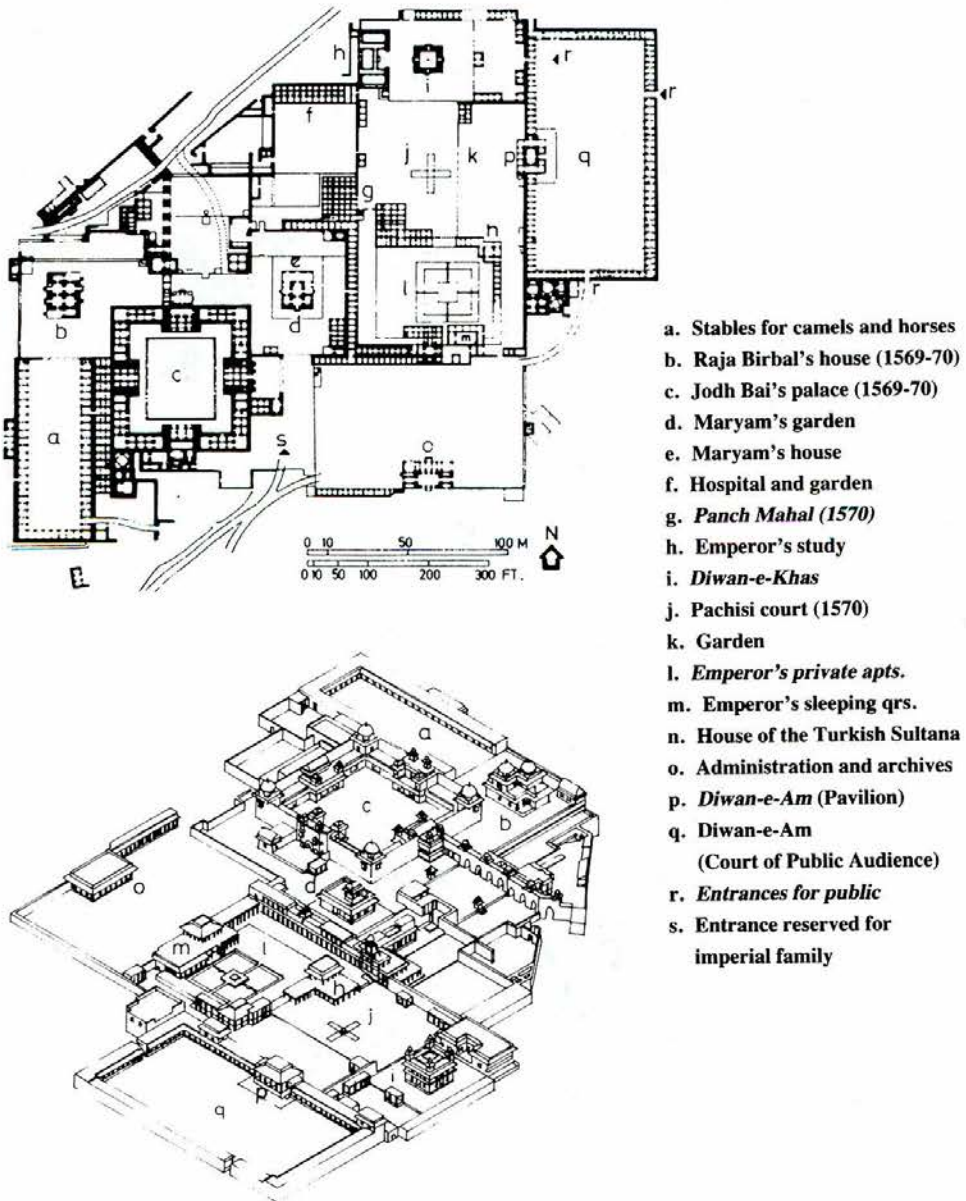 h
r
i
r
f
j k p q
g
h
e
r
l
b
d
m
c
a
s
o
0 10 50 100 M
N
0 10 50 100 200 300 FT.
a. Stables for camels and horses
b. Raja Birbal's house (1569-70)
c. Jodh Bai's palace (1569-70)
d. Maryam's garden
e. Maryam's house
f. Hospital and garden
g. Panch Mahal (1570)
h. Emperor's study
i. Diwan-e-Khas
j. Pachisi court (1570)
k. Garden
l. Emperor's private apts.
m. Emperor's sleeping qrs.
n. House of the Turkish Sultana
o. Administration and archives
p. Diwan-e-Am (Pavilion)
q. Diwan-e-Am
(Court of Public Audience)
r. Entrances for public
s. Entrance reserved for
imperial family
a
c
b
o
d
m l
h
j
i
p
q